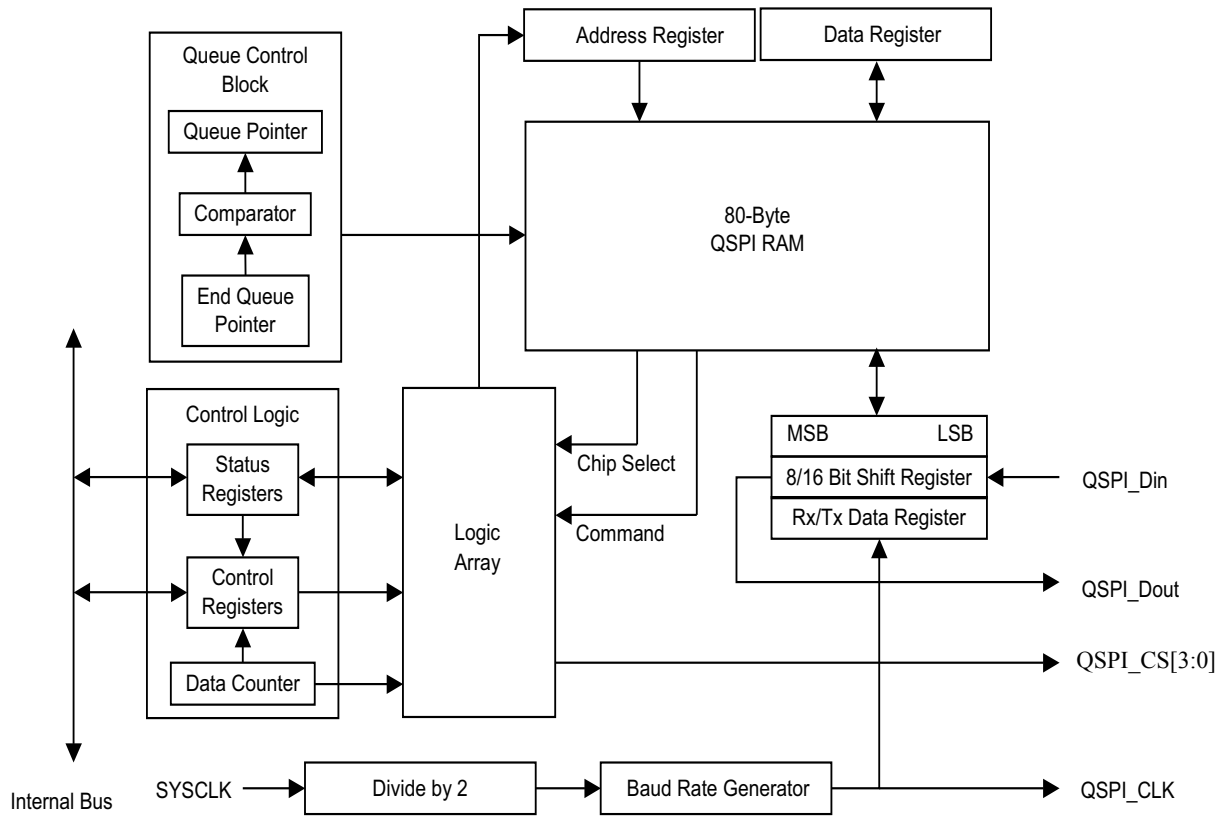 Queue Control
Block
Queue Pointer
Comparator
End Queue
Pointer
Address Register
Data Register
80-Byte
QSPI RAM
Control Logic
Status
Registers
Control
Registers
Data Counter
Logic
Array
Chip Select
Command
MSB LSB
8/16 Bit Shift Register
Rx/Tx Data Register
QSPI_Din
QSPI_Dout
QSPI_CS[3:0]
Internal Bus
SYSCLK
Divide by 2
Baud Rate Generator
QSPI_CLK